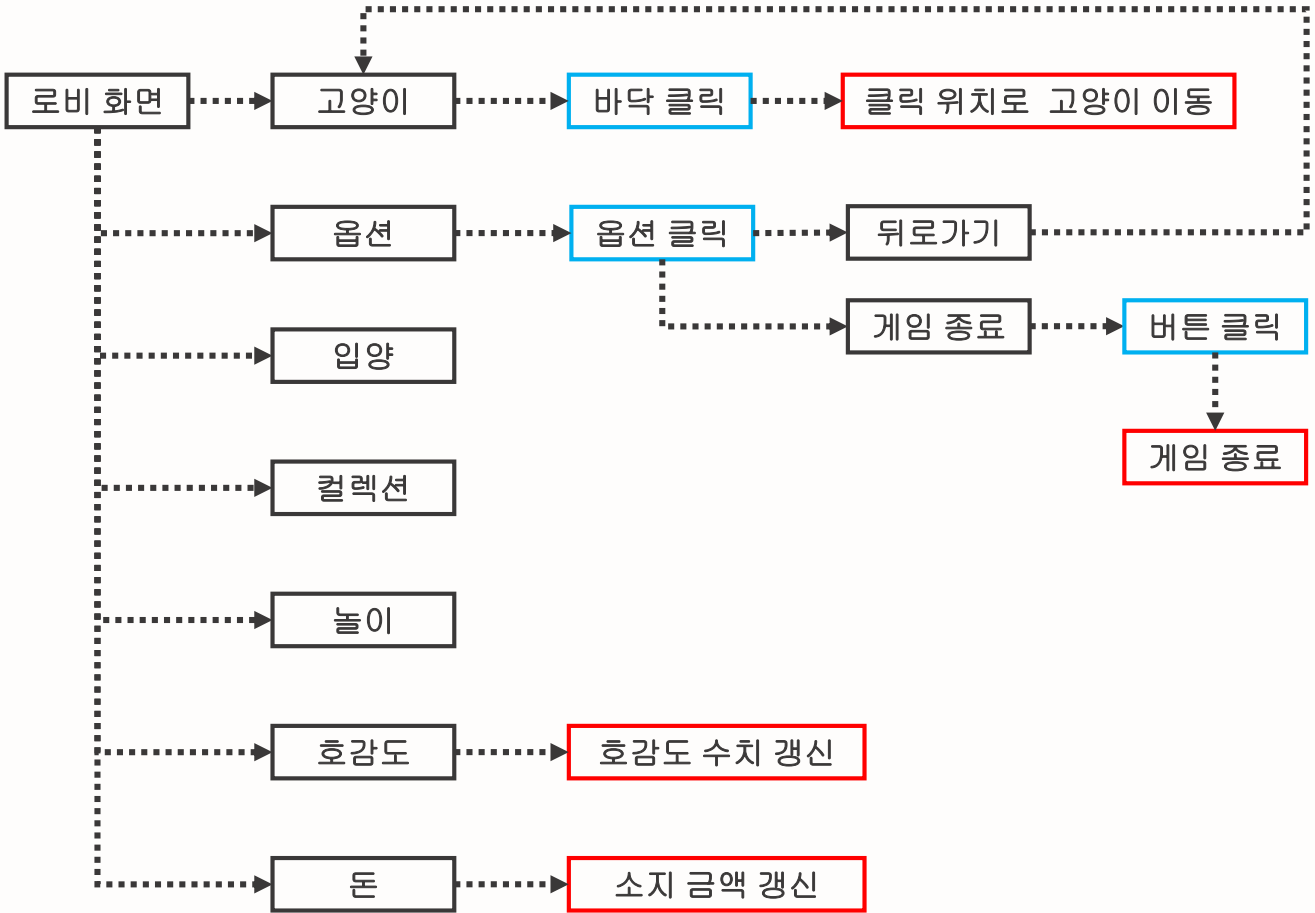 로비 화면
고양이
바닥 클릭
클릭 위치로 고양이 이동
옵션
옵션 클릭
뒤로가기
게임 종료
버튼 클릭
게임 종료
입양
컬렉션
놀이
호감도
호감도 수치 갱신
돈
소지 금액 갱신